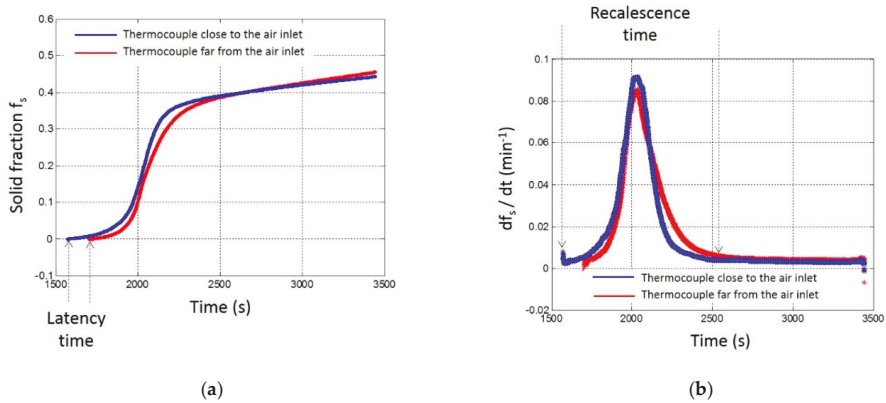 0.6
0.5
0.4
0.3
0.2
0.1
0
-0.1
Solid fraction fs
Thermocouple close to the air inlet
Thermocouple far from the air inlet
1500
2000
2500
3000
3500
Time (s)
Latency
time
(a)
Recalescence
time
0.1
0.08
0.06
0.04
0.02
0
-0.02
dfs / dt (min-1)
Thermocouple close to the air inlet
Thermocouple far from the air inlet
1500
2000
2500
3000
3500
Time (s)
(b)